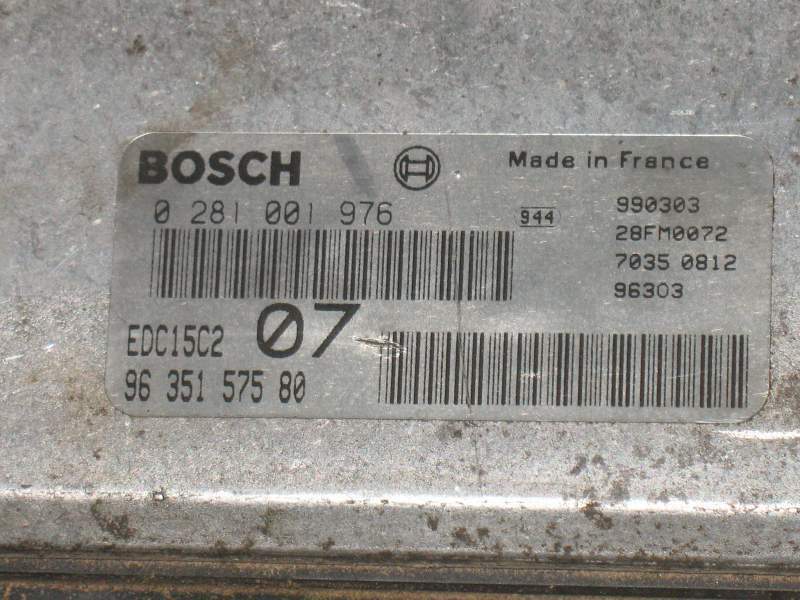 BOSCH Made in France
0 281 001 976 944 990303
28FM0072
7035 0812
96303
EDC15C2 07
96 351 575 80